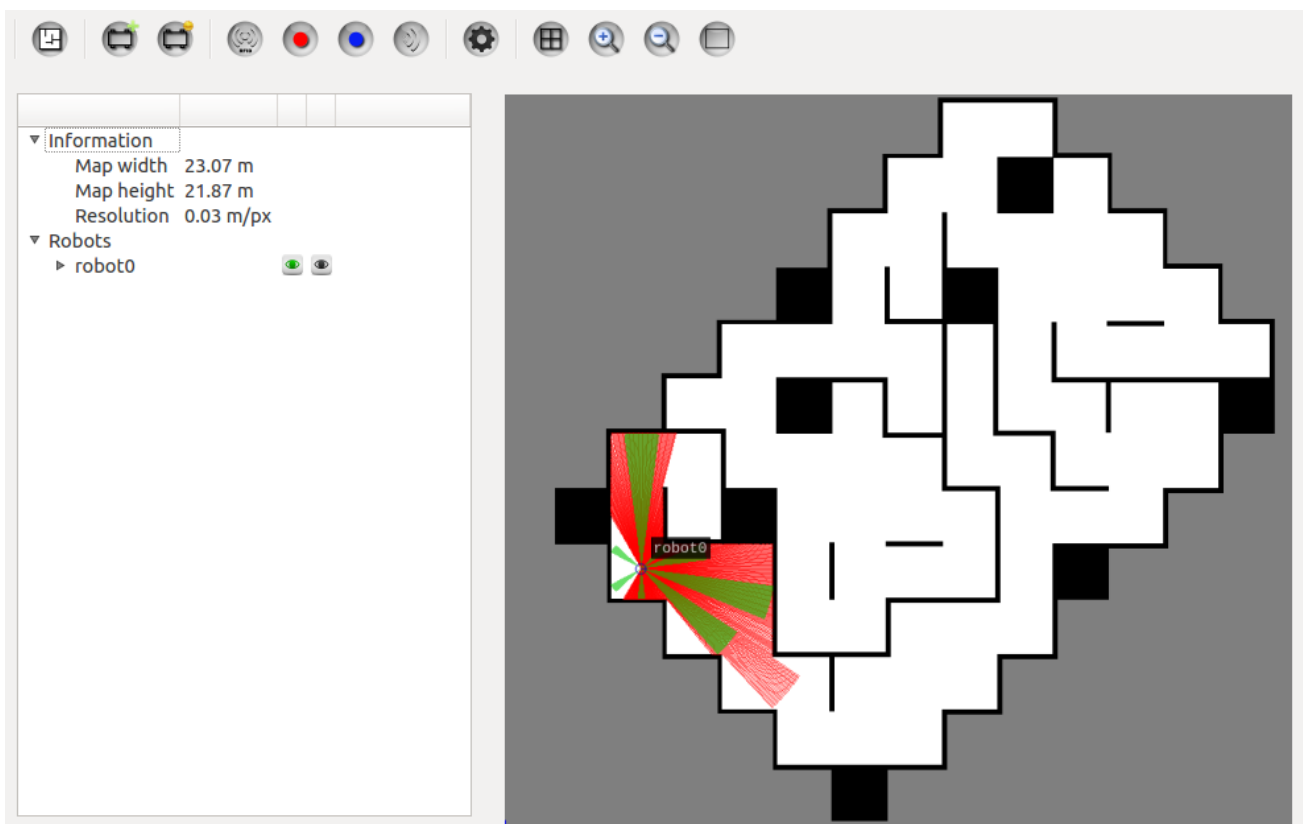 Information
Map width 23.07 m
Map height 21.87 m
Resolution 0.03 m/px
Robots
robot0
robot0